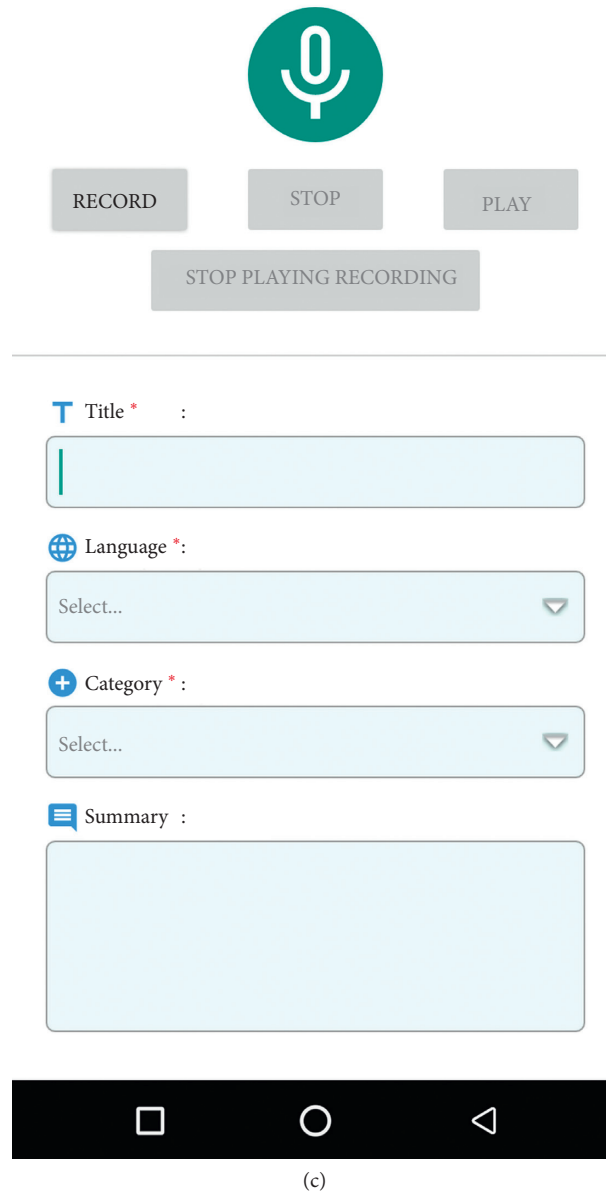 RECORD STOP PLAY
STOP PLAYING RECORDING
Title * :
Language *:
Select...
Category * :
Select...
Summary :
(c)